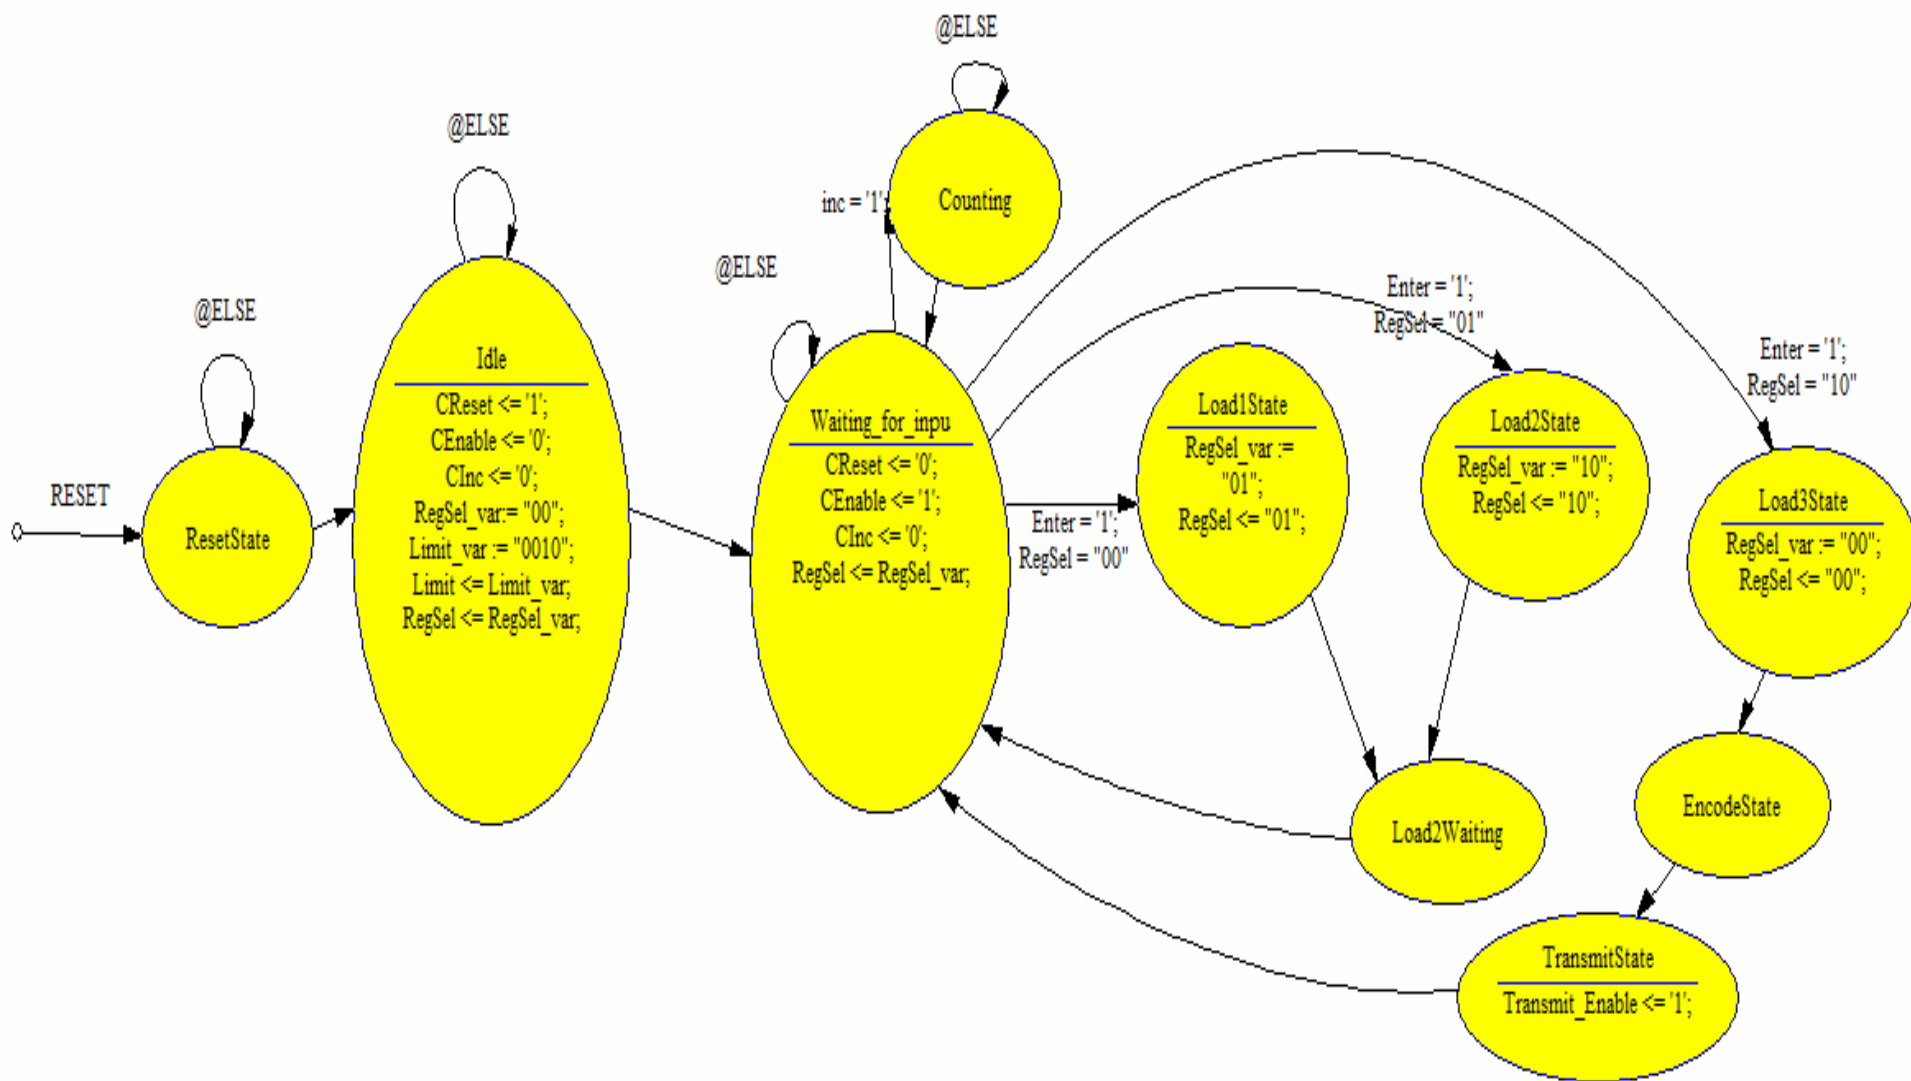 @ELSE
@ELSE
@ELSE
@ELSE
RESET
ResetState
Idle
CReset <= '1';
CEnable <= '0';
CInc <= '0';
RegSel_var:= "00";
Limit_var := "0010";
Limit <= Limit_var;
RegSel <= RegSel_var;
inc = '1';
Counting
Waiting_for_inpu
CReset <= '0';
CEnable <= '1';
CInc <= '0';
RegSel <= RegSel_var;
Enter = '1';
RegSel = "00"
Load1State
RegSel_var :=
"01";
RegSel <= "01";
Enter = '1';
RegSel = "01"
Load2State
RegSel_var := "10";
RegSel <= "10";
Enter = '1';
RegSel = "10"
Load3State
RegSel_var := "00";
RegSel <= "00";
Load2Waiting
EncodeState
TransmitState
Transmit_Enable <= '1';